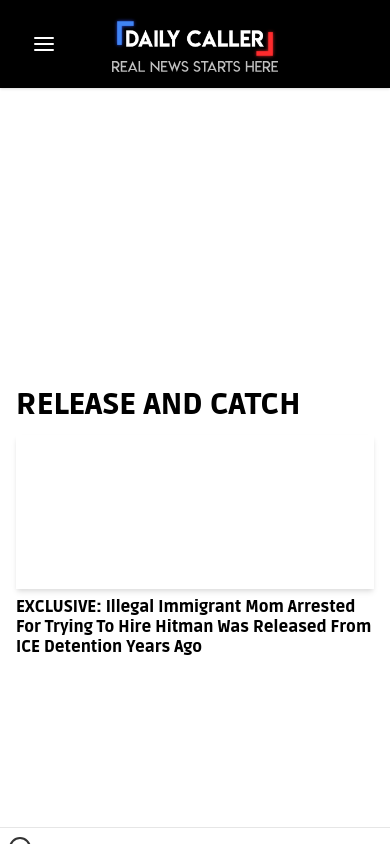 DAILY CALLER
REAL NEWS STARTS HERE
RELEASE AND CATCH
EXCLUSIVE: Illegal Immigrant Mom Arrested
For Trying To Hire Hitman Was Released From
ICE Detention Years Ago